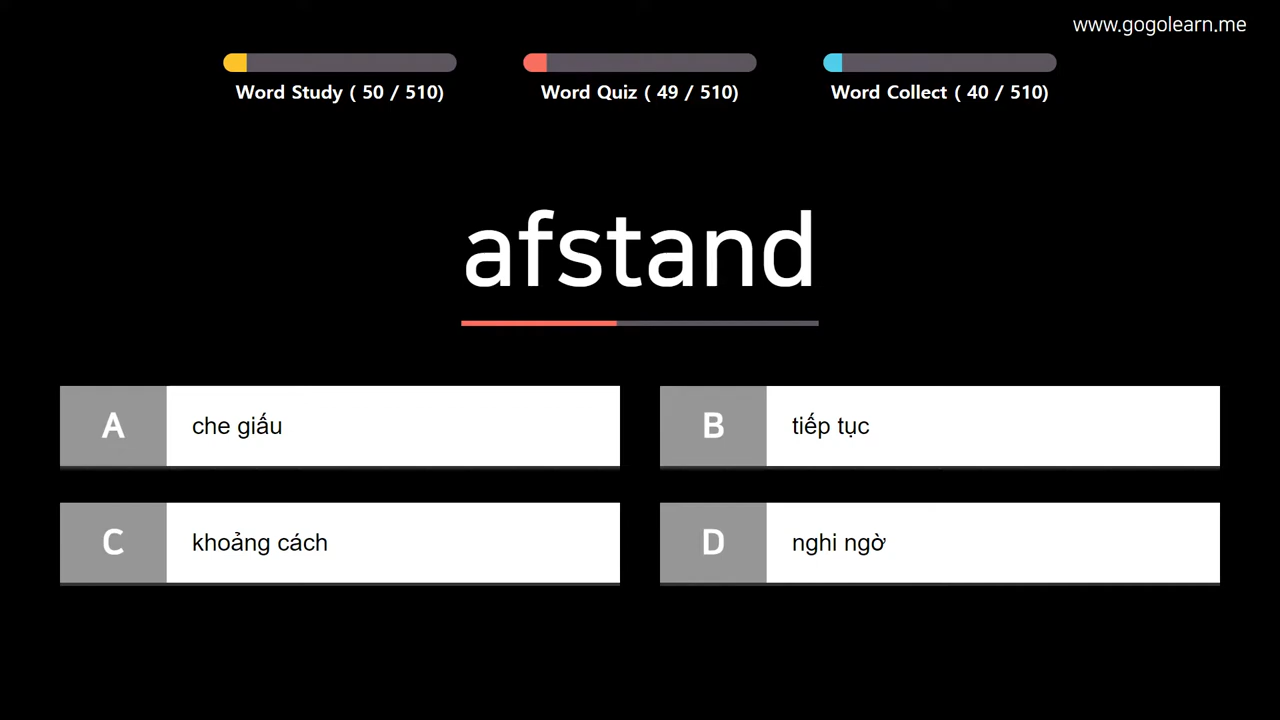 www.gogolearn.me
Word Study ( 50 / 510)
Word Quiz ( 49 / 510)
Word Collect ( 40 / 510)
afstand
A che giấu
B tiếp tục
C khoảng cách
D nghi ngờ